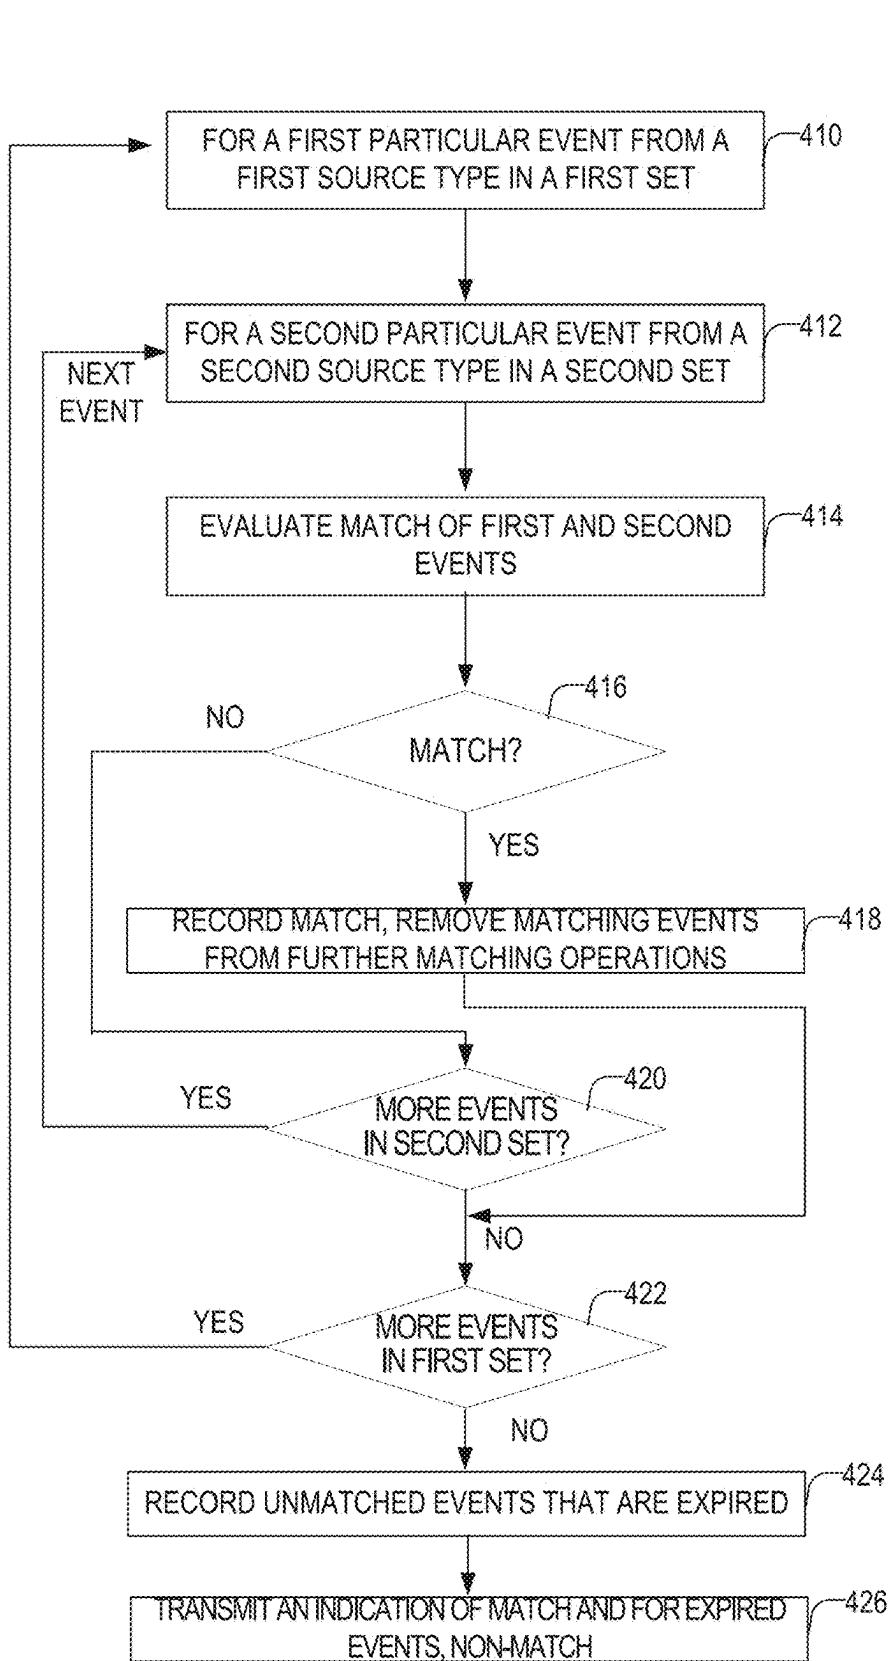 FOR A FIRST PARTICULAR EVENT FROM A
FIRST SOURCE TYPE IN A FIRST SET
410
FOR A SECOND PARTICULAR EVENT FROM A
SECOND SOURCE TYPE IN A SECOND SET
412
NEXT
EVENT
EVALUATE MATCH OF FIRST AND SECOND
EVENTS
414
416
NO
MATCH?
YES
RECORD MATCH, REMOVE MATCHING EVENTS
FROM FURTHER MATCHING OPERATIONS
418
420
YES
MORE EVENTS
IN SECOND SET?
NO
422
YES
MORE EVENTS
IN FIRST SET?
NO
RECORD UNMATCHED EVENTS THAT ARE EXPIRED
424
TRANSMIT AN INDICATION OF MATCH AND FOR EXPIRED
EVENTS, NON-MATCH
426